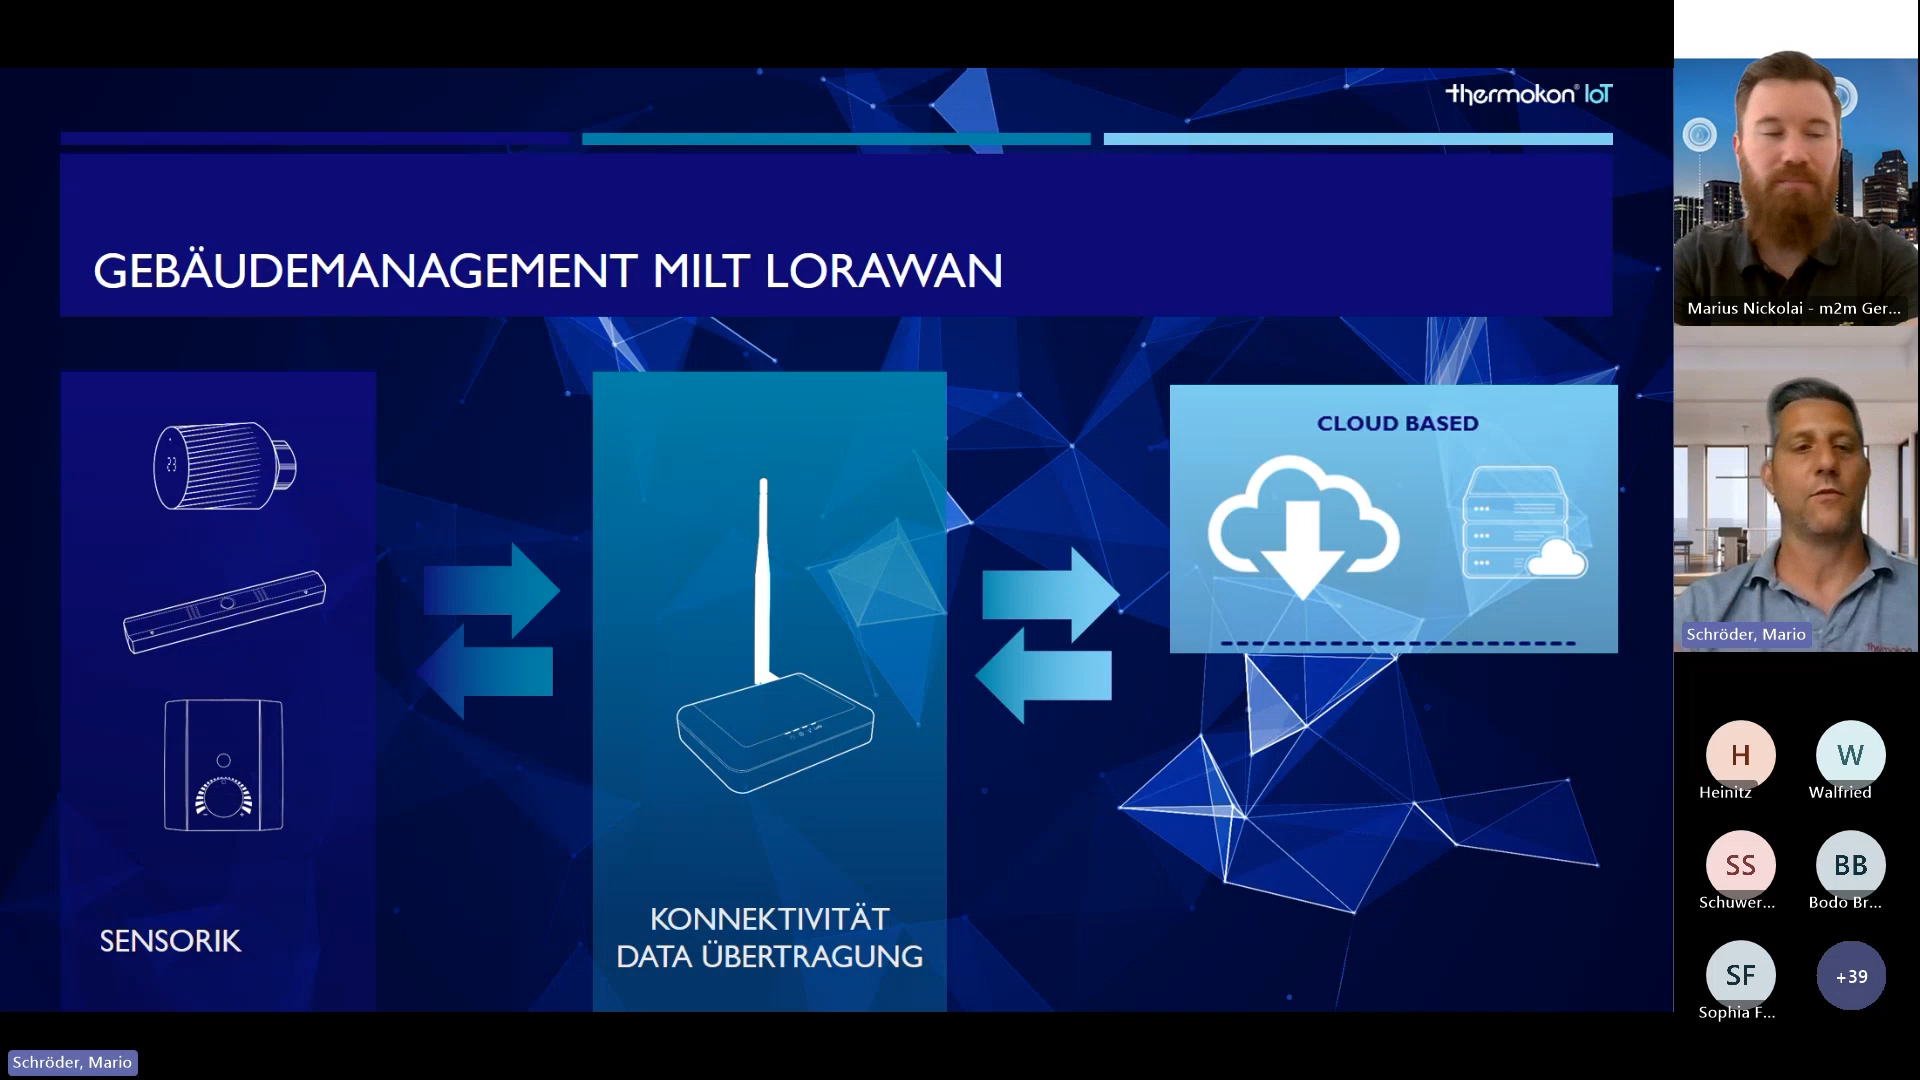 thermokon® IoT
GEBÄUDEMANAGEMENT MILT LORAWAN
23
SENSORIK
KONNEKTIVITÄT
DATA ÜBERTRAGUNG
CLOUD BASED
Marius Nickolai - m2m Ger...
Schröder, Mario
H
Heinitz
W
Walfried
SS
Schuwer...
BB
Bodo Br...
SF
Sophia F...
+39
Schröder, Mario